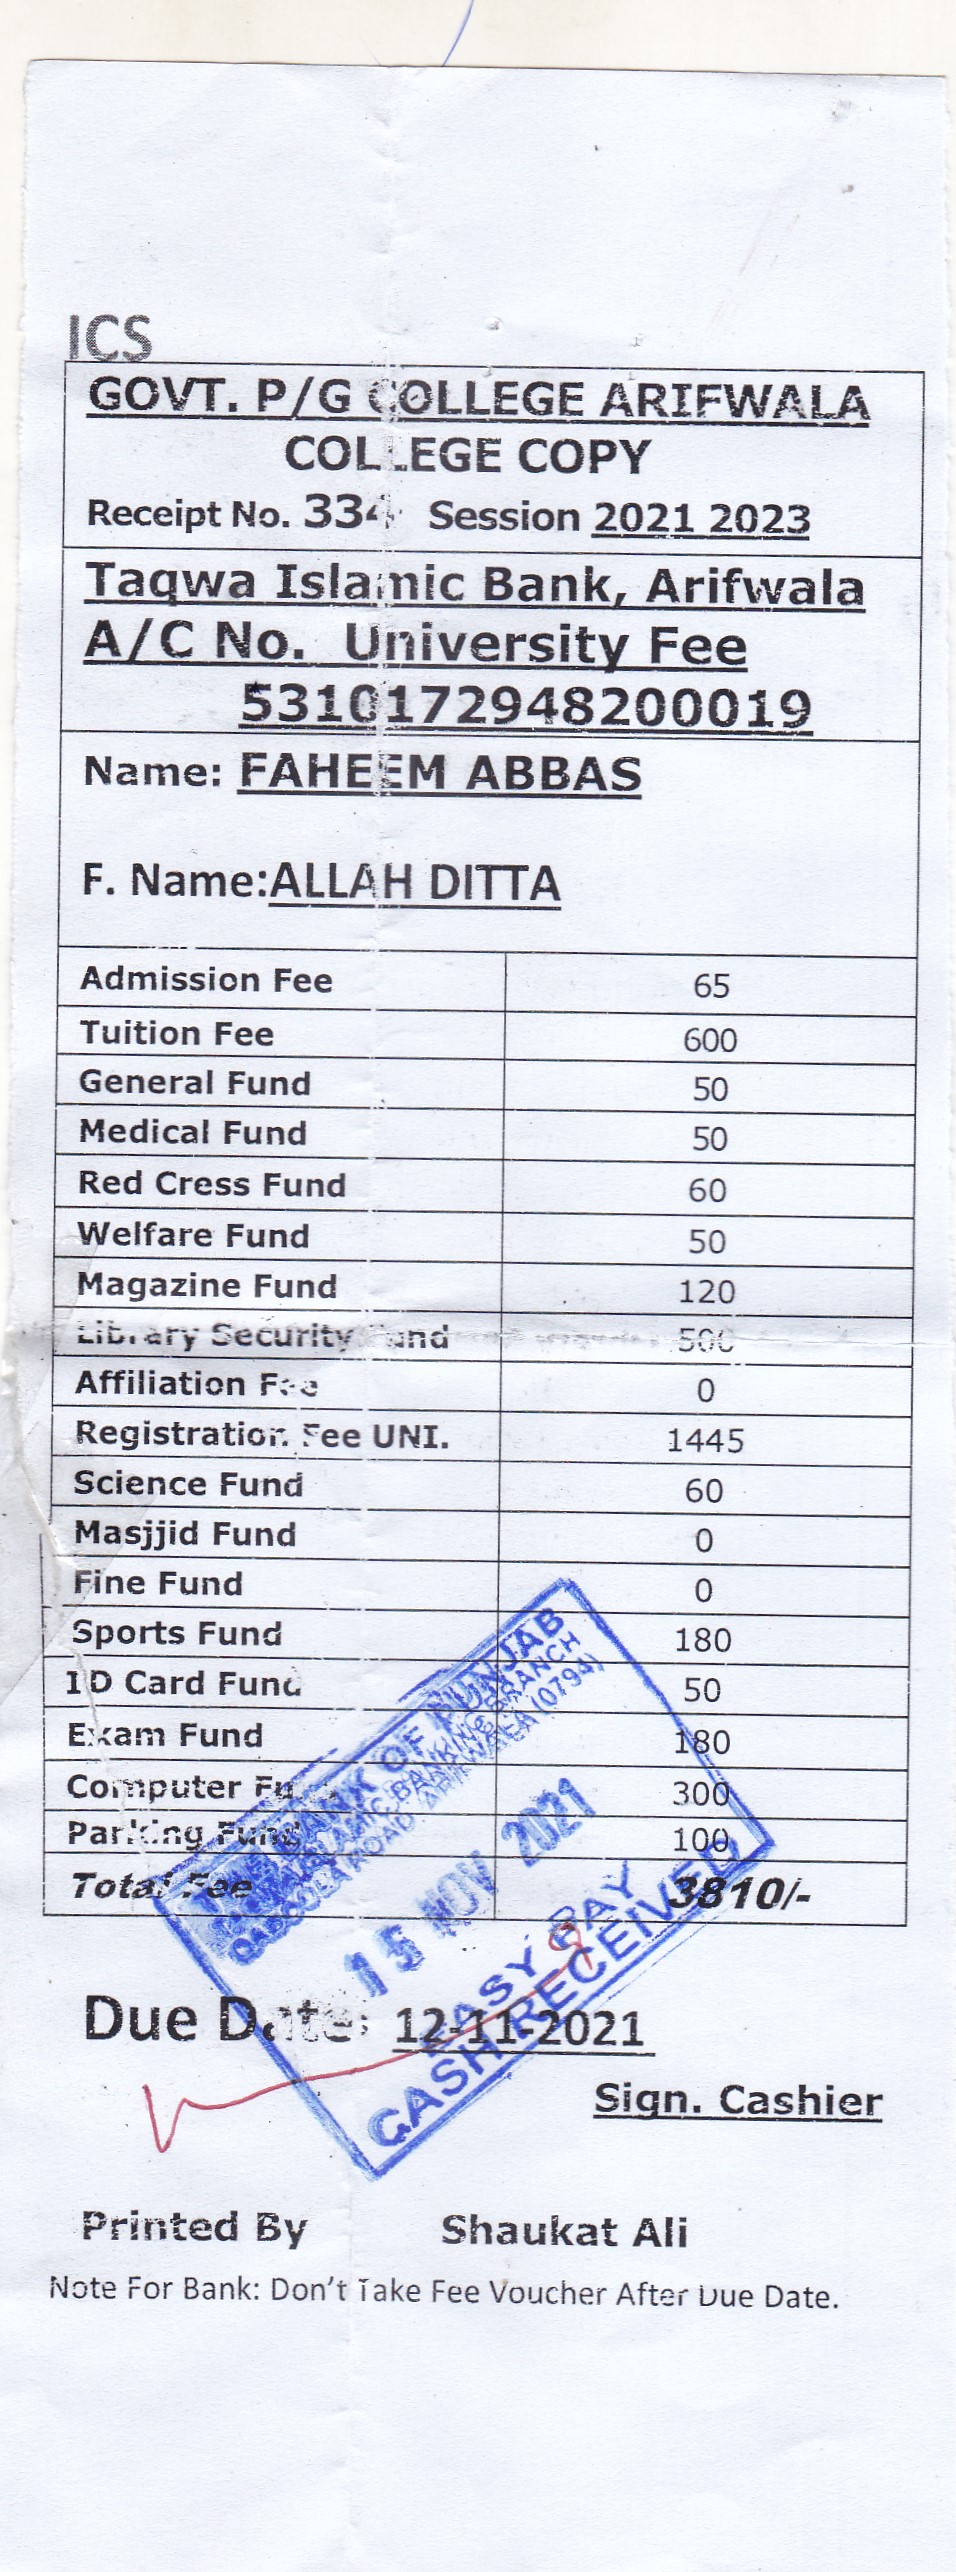 ICS
GOVT. P/G COLLEGE ARIFWALA
COLLEGE COPY
Receipt No. 334 Session 2021 2023
Taqwa Islamic Bank, Arifwala
A/C No. University Fee
5310172948200019
Name: FAHEEM ABBAS
F. Name:ALLAH DITTA
Admission Fee 65
Tuition Fee 600
General Fund 50
Medical Fund 50
Red Cress Fund 60
Welfare Fund 50
Magazine Fund 120
Library Security Fund 500
Affiliation Fee 0
Registration Fee UNI. 1445
Science Fund 60
Masjjid Fund 0
Fine Fund 0
Sports Fund 180
ID Card Fund 50
Exam Fund 180
Computer Fund 300
Parking Fund 100
Total Fee 3810/-
THE BANK OF PUNJAB
ISLAMIC BANKING BRANCH
ROAD ARIFWALA (0794)
15 NOV 2021
EASY PAY
CASH RECEIVED
Due Date: 12-11-2021
Sign. Cashier
Printed By Shaukat Ali
Note For Bank: Don't Take Fee Voucher After Due Date.